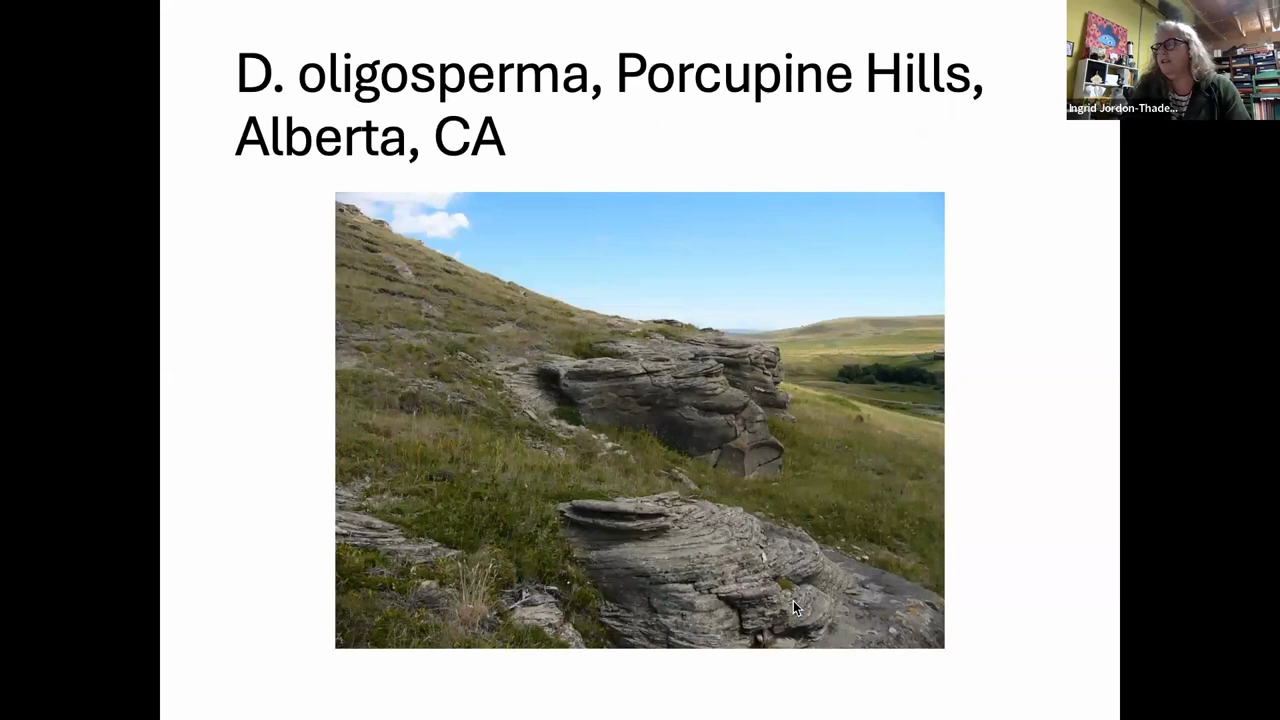 D. oligosperma, Porcupine Hills,
Alberta, CA
Ingrid Jordon-Thade...